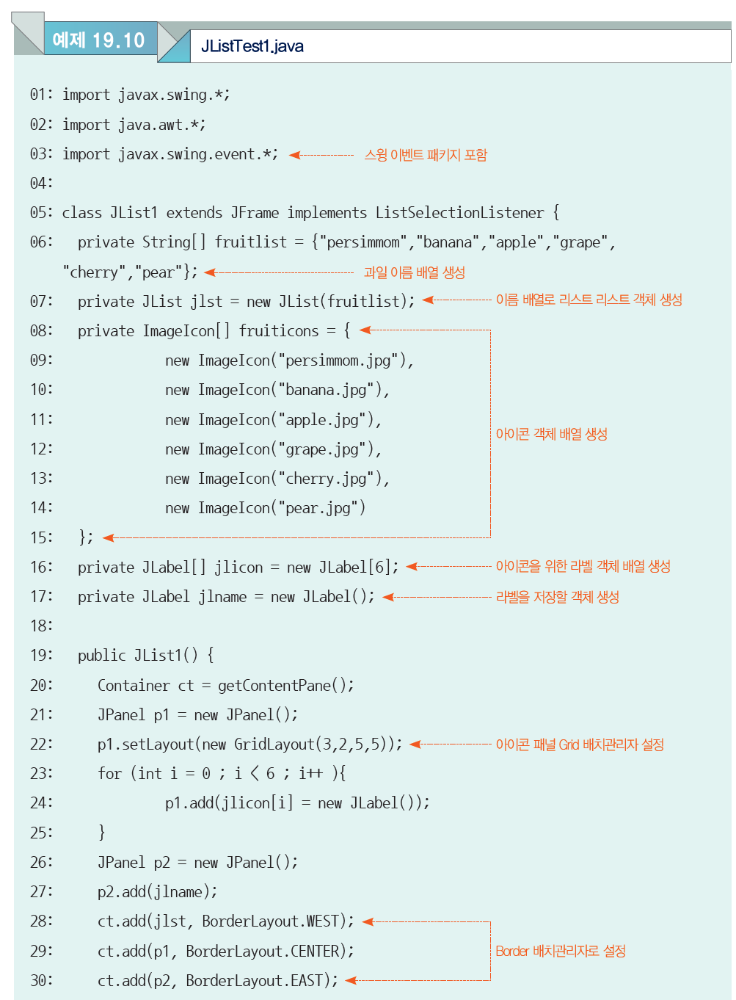 예제 19.10
JListTest1.java
01: import javax.swing.*;
02: import java.awt.*;
03: import javax.swing.event.*; 스윙 이벤트 패키지 포함
04:
05: class JList1 extends JFrame implements ListSelectionListener {
06: private String[] fruitlist = {"persimmom","banana","apple","grape",
"cherry","pear"}; 과일 이름 배열 생성
07: private JList jlst = new JList(fruitlist); 이름 배열로 리스트 리스트 객체 생성
08: private ImageIcon[] fruiticons = {
09: new ImageIcon("persimmom.jpg"),
10: new ImageIcon("banana.jpg"),
11: new ImageIcon("apple.jpg"),
아이콘 객체 배열 생성
12: new ImageIcon("grape.jpg"),
13: new ImageIcon("cherry.jpg"),
14: new ImageIcon("pear.jpg")
15: };
16: private JLabel[] jlicon = new JLabel[6]; 아이콘을 위한 라벨 객체 배열 생성
17: private JLabel jlname = new JLabel(); 라벨을 저장할 객체 생성
18:
19: public JList1() {
20: Container ct = getContentPane();
21: JPanel p1 = new JPanel();
22: p1.setLayout(new GridLayout(3,2,5,5)); 아이콘 패널 Grid 배치관리자 설정
23: for (int i = 0 ; i < 6 ; i++ ){
24: p1.add(jlicon[i] = new JLabel());
25: }
26: JPanel p2 = new JPanel();
27: p2.add(jlname);
28: ct.add(jlst, BorderLayout.WEST);
29: ct.add(p1, BorderLayout.CENTER); Border 배치관리자로 설정
30: ct.add(p2, BorderLayout.EAST);